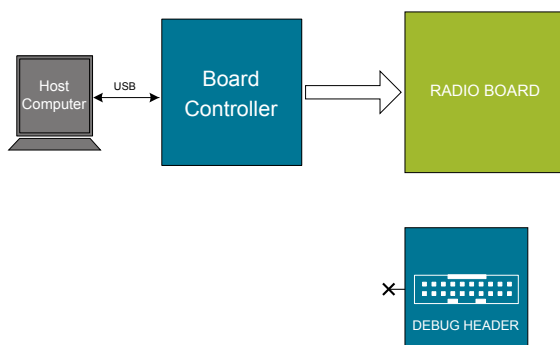 Host
Computer
USB
Board
Controller
RADIO BOARD
DEBUG HEADER